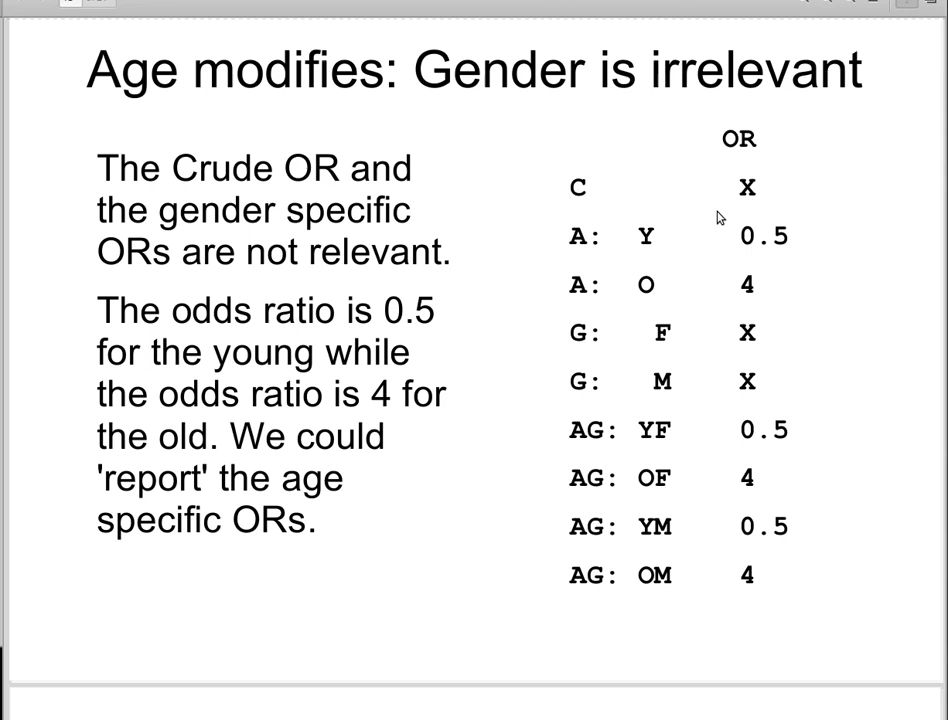 Age modifies: Gender is irrelevant
The Crude OR and
the gender specific
ORs are not relevant.
The odds ratio is 0.5
for the young while
the odds ratio is 4 for
the old. We could
'report' the age
specific ORs.
OR
C X
A: Y 0.5
A: O 4
G: F X
G: M X
AG: YF 0.5
AG: OF 4
AG: YM 0.5
AG: OM 4